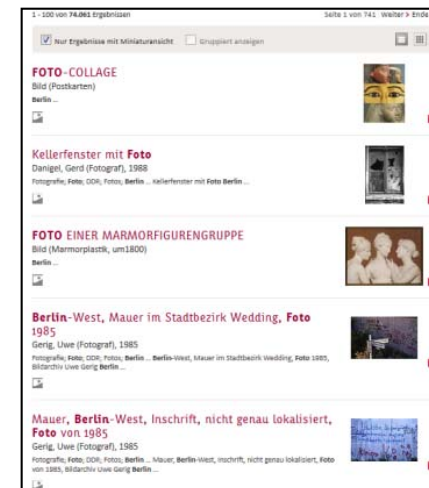 1 - 100 von 74.061 Ergebnissen Seite 1 von 741 Weiter > Ende
Nur Ergebnisse mit Miniaturansicht Gruppiert anzeigen
FOTO-COLLAGE
Bild (Postkarten)
Berlin ...
Kellerfenster mit Foto
Danigel, Gerd (Fotograf), 1988
Fotografie; Foto; DDR; Fotos; Berlin ... Kellerfenster mit Foto Berlin ...
FOTO EINER MARMORFIGURENGRUPPE
Bild (Marmorplastik, um1800)
Berlin ...
Berlin-West, Mauer im Stadtbezirk Wedding, Foto
1985
Gerig, Uwe (Fotograf), 1985
Fotografie; Foto; DDR; Fotos; Berlin ... Berlin-West, Mauer im Stadtbezirk Wedding, Foto 1985,
Bildarchiv Uwe Gerig Berlin ...
Mauer, Berlin-West, Inschrift, nicht genau lokalisiert,
Foto von 1985
Gerig, Uwe (Fotograf), 1985
Fotografie; Foto; DDR; Fotos; Berlin ... Mauer, Berlin-West, Inschrift, nicht genau lokalisiert, Foto
von 1985, Bildarchiv Uwe Gerig Berlin ...